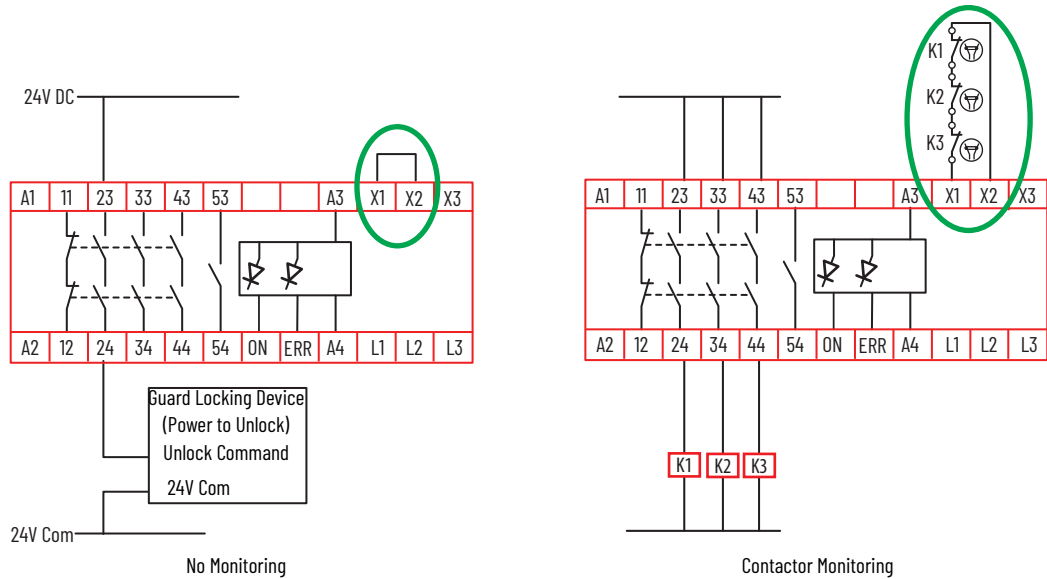 24V DC
A1 11 23 33 43 53 A3 X1 X2 X3
A2 12 24 34 44 54 ON ERR A4 L1 L2 L3
Guard Locking Device
(Power to Unlock)
Unlock Command
24V Com
24V Com
No Monitoring
K1
K2
K3
A1 11 23 33 43 53 A3 X1 X2 X3
A2 12 24 34 44 54 ON ERR A4 L1 L2 L3
K1 K2 K3
Contactor Monitoring